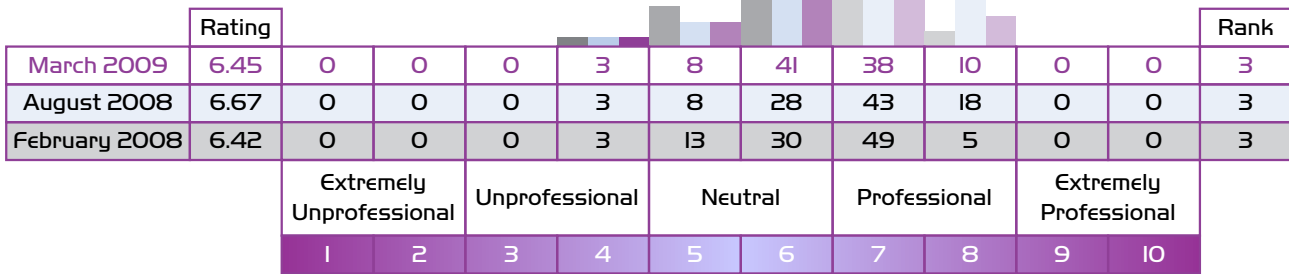 Rating Rank
March 2009 6.45 0 0 0 3 8 41 38 10 0 0 3
August 2008 6.67 0 0 0 3 8 28 43 18 0 0 3
February 2008 6.42 0 0 0 3 13 30 49 5 0 0 3
Extremely Unprofessional Unprofessional Neutral Professional Extremely Professional
1 2 3 4 5 6 7 8 9 10